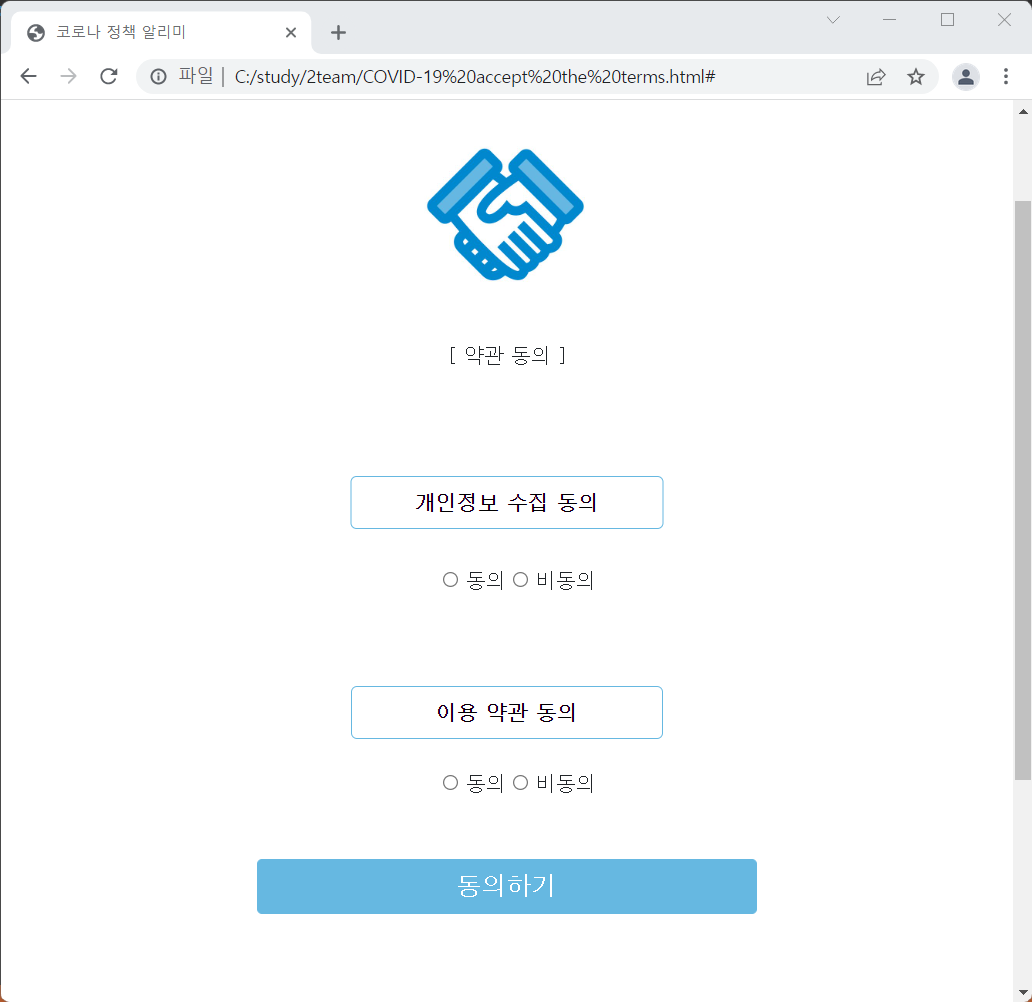 코로나 정책 알리미
파일 | C:/study/2team/COVID-19%20accept%20the%20terms.html#
[ 약관 동의 ]
개인정보 수집 동의
동의 비동의
이용 약관 동의
동의 비동의
동의하기